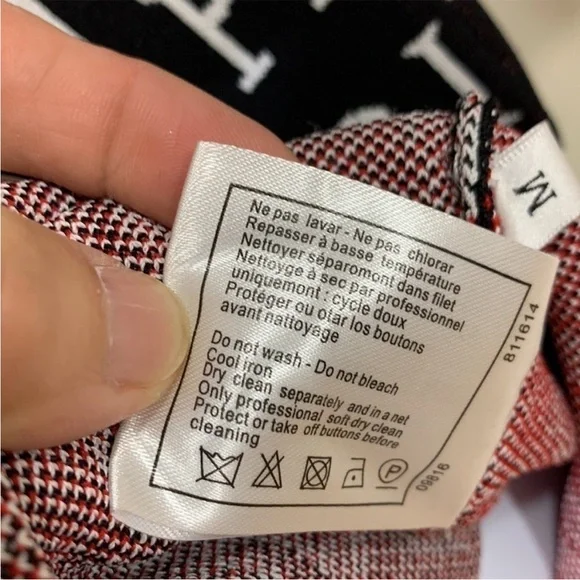 M
Ne pas lavar - Ne pas chlorar
Repasser à basse température
Nettoyer séparomont dans filet
Nettoyge à sec par professionnel
uniquemont : cycle doux
Protéger ou otar los boutons
avant nattoyage
Do not wash - Do not bleach
Cool iron
Dry clean separately and in a net
Only professional soft dry clean
Protect or take off buttons before
cleaning
P
811614
09816